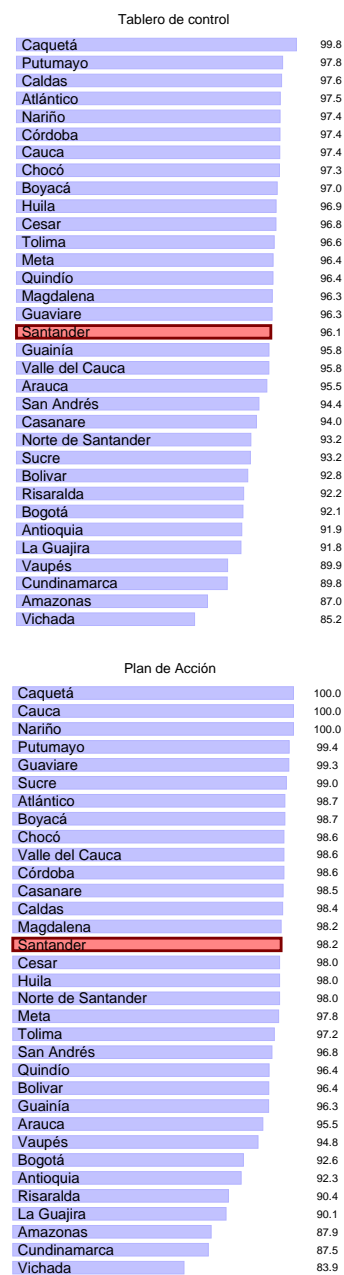 Tablero de control
Caquetá 99.8
Putumayo 97.8
Caldas 97.6
Atlántico 97.5
Nariño 97.4
Córdoba 97.4
Cauca 97.4
Chocó 97.3
Boyacá 97.0
Huila 96.9
Cesar 96.8
Tolima 96.6
Meta 96.4
Quindío 96.4
Magdalena 96.3
Guaviare 96.3
Santander 96.1
Guainía 95.8
Valle del Cauca 95.8
Arauca 95.5
San Andrés 94.4
Casanare 94.0
Norte de Santander 93.2
Sucre 93.2
Bolivar 92.8
Risaralda 92.2
Bogotá 92.1
Antioquia 91.9
La Guajira 91.8
Vaupés 89.9
Cundinamarca 89.8
Amazonas 87.0
Vichada 85.2
Plan de Acción
Caquetá 100.0
Cauca 100.0
Nariño 100.0
Putumayo 99.4
Guaviare 99.3
Sucre 99.0
Atlántico 98.7
Boyacá 98.7
Chocó 98.6
Valle del Cauca 98.6
Córdoba 98.6
Casanare 98.5
Caldas 98.4
Magdalena 98.2
Santander 98.2
Cesar 98.0
Huila 98.0
Norte de Santander 98.0
Meta 97.8
Tolima 97.2
San Andrés 96.8
Quindío 96.4
Bolivar 96.4
Guainía 96.3
Arauca 95.5
Vaupés 94.8
Bogotá 92.6
Antioquia 92.3
Risaralda 90.4
La Guajira 90.1
Amazonas 87.9
Cundinamarca 87.5
Vichada 83.9